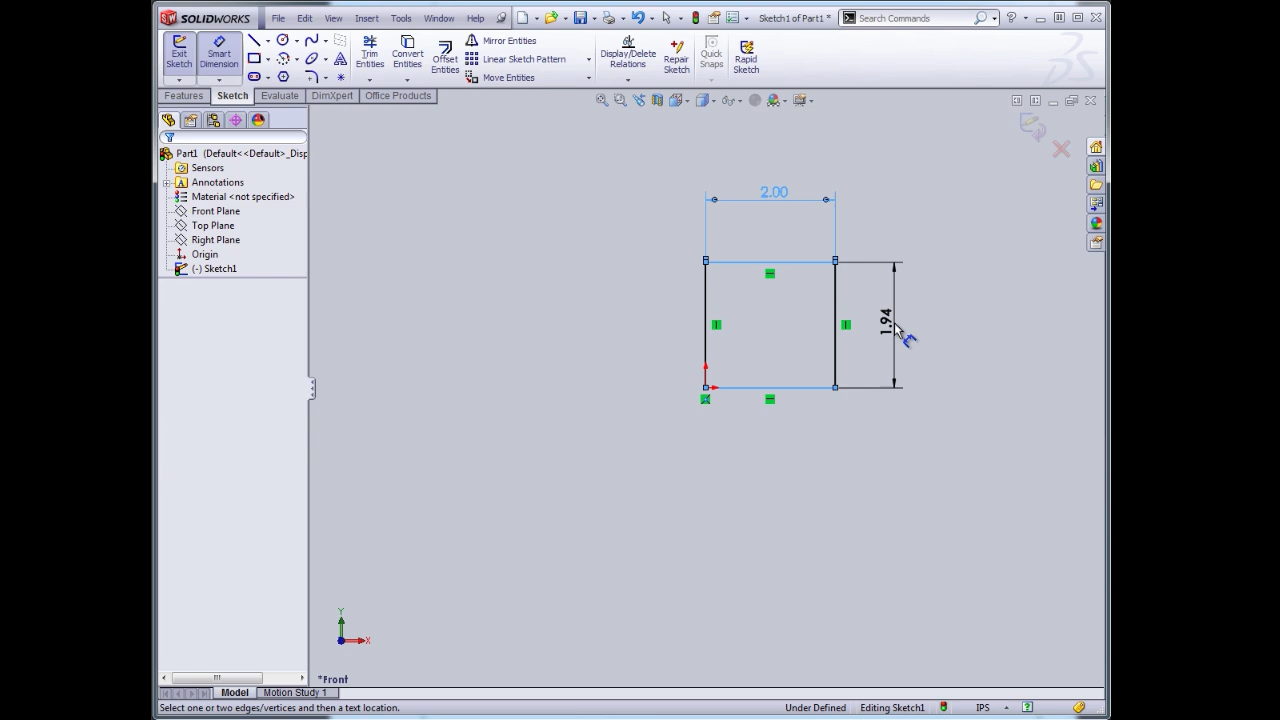 SOLIDWORKS File Edit View Insert Tools Window Help Sketch1 of Part1 * Search Commands
Exit Sketch
Smart Dimension
Trim Entities
Convert Entities
Offset Entities
Mirror Entities
Linear Sketch Pattern
Move Entities
Display/Delete Relations
Repair Sketch
Quick Snaps
Rapid Sketch
Features Sketch Evaluate DimXpert Office Products
Part1 (Default<<Default>_Disp
Sensors
Annotations
Material <not specified>
Front Plane
Top Plane
Right Plane
Origin
(-) Sketch1
2.00
1.94
Y
X
*Front
Model Motion Study 1
Select one or two edges/vertices and then a text location. Under Defined Editing Sketch1 IPS